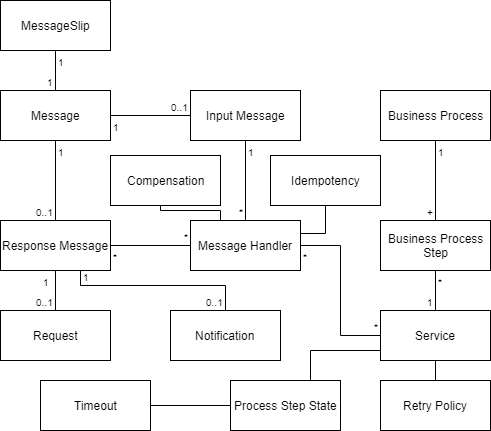 MessageSlip
1
1
Message
0..1
Input Message
Business Process
1
1
1
1
Compensation
Idempotency
0..1
*
+
Response Message
*
*
Message Handler
*
Business Process
Step
1
1
*
0..1
0..1
1
*
Request
Notification
Service
Timeout
Process Step State
Retry Policy